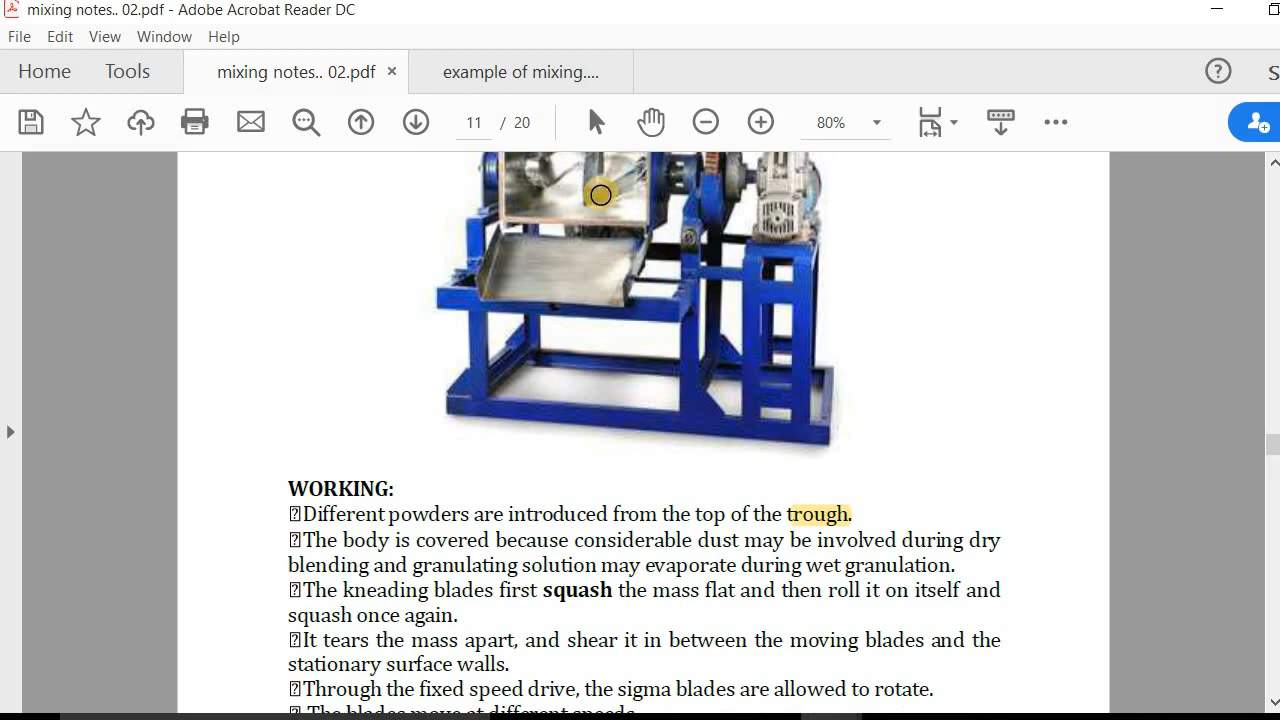 mixing notes.. 02.pdf - Adobe Acrobat Reader DC
File Edit View Window Help
Home Tools mixing notes.. 02.pdf × example of mixing.... ? S
11 / 20 80%
WORKING:
Different powders are introduced from the top of the trough.
The body is covered because considerable dust may be involved during dry
blending and granulating solution may evaporate during wet granulation.
The kneading blades first squash the mass flat and then roll it on itself and
squash once again.
It tears the mass apart, and shear it in between the moving blades and the
stationary surface walls.
Through the fixed speed drive, the sigma blades are allowed to rotate.
The blades move at different speeds